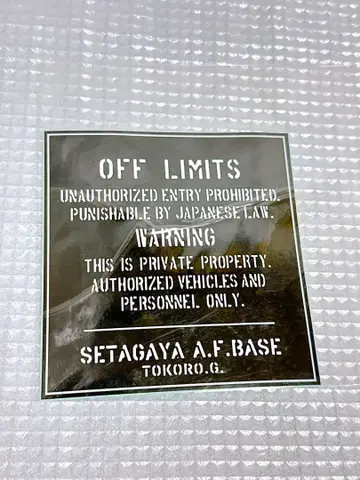 OFF LIMITS
UNAUTHORIZED ENTRY PROHIBITED.
PUNISHABLE BY JAPANESE LAW.
WARNING
THIS IS PRIVATE PROPERTY.
AUTHORIZED VEHICLES AND
PERSONNEL ONLY.
SETAGAYA A.F.BASE
TOKORO.G.